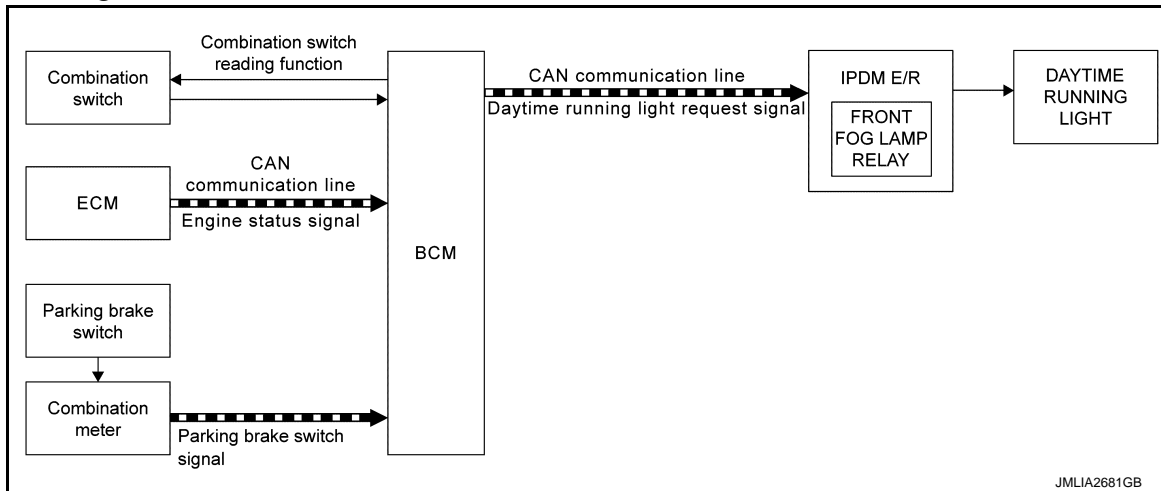 Combination switch
reading function
Combination
switch
CAN communication line
Daytime running light request signal
IPDM E/R
FRONT
FOG LAMP
RELAY
DAYTIME
RUNNING
LIGHT
CAN
communication line
ECM
Engine status signal
BCM
Parking brake
switch
Combination
meter
Parking brake switch
signal
JMLIA2681GB